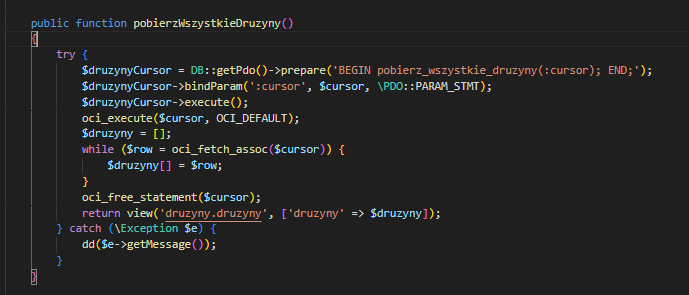 public function pobierzWszystkieDruzyny()
{
    try {
        $druzynyCursor = DB::getPdo()->prepare('BEGIN pobierz_wszystkie_druzyny(:cursor); END;');
        $druzynyCursor->bindParam(':cursor', $cursor, \PDO::PARAM_STMT);
        $druzynyCursor->execute();
        oci_execute($cursor, OCI_DEFAULT);
        $druzyny = [];
        while ($row = oci_fetch_assoc($cursor)) {
            $druzyny[] = $row;
        }
        oci_free_statement($cursor);
        return view('druzyny.druzyny', ['druzyny' => $druzyny]);
    } catch (\Exception $e) {
        dd($e->getMessage());
    }
}